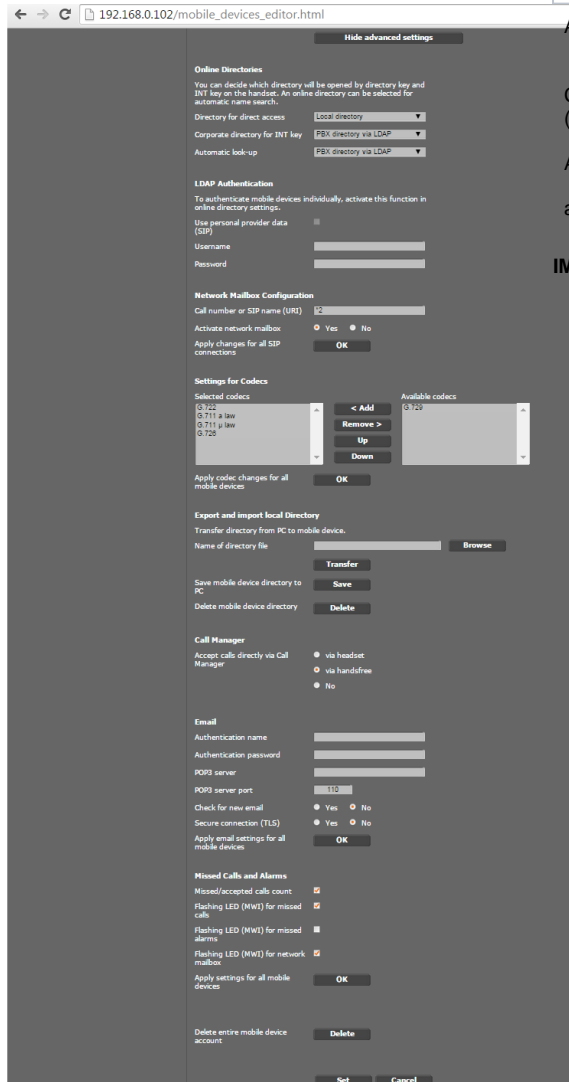 192.168.0.102/mobile_devices_editor.html
Hide advanced settings
Online Directories
You can decide which directory will be opened by directory key and
INT key on the handset. An online directory can be selected for
automatic name search.
Directory for direct access
Local directory
Corporate directory for INT key
PBX directory via LDAP
Automatic look-up
PBX directory via LDAP
LDAP Authentication
To authenticate mobile devices individually, activate this function in
online directory settings.
Use personal provider data
(SIP)
Username
Password
Network Mailbox Configuration
Call number or SIP name (URI)
*2
Activate network mailbox
Yes No
Apply changes for all SIP
connections
OK
Settings for Codecs
Selected codecs
Available codecs
G.722
G.711 a law
G.711 µ law
G.726
< Add
Remove >
Up
Down
G.729
Apply codec changes for all
mobile devices
OK
Export and import local Directory
Transfer directory from PC to mobile device.
Name of directory file
Browse
Transfer
Save mobile device directory to
PC
Save
Delete mobile device directory
Delete
Call Manager
Accept calls directly via Call
Manager
via headset
via handsfree
No
Email
Authentication name
Authentication password
POP3 server
POP3 server port
110
Check for new email
Yes No
Secure connection (TLS)
Yes No
Apply email settings for all
mobile devices
OK
Missed Calls and Alarms
Missed/accepted calls count
Flashing LED (MWI) for missed
calls
Flashing LED (MWI) for missed
alarms
Flashing LED (MWI) for network
mailbox
Apply settings for all mobile
devices
OK
Delete entire mobile device
account
Delete
Set Cancel